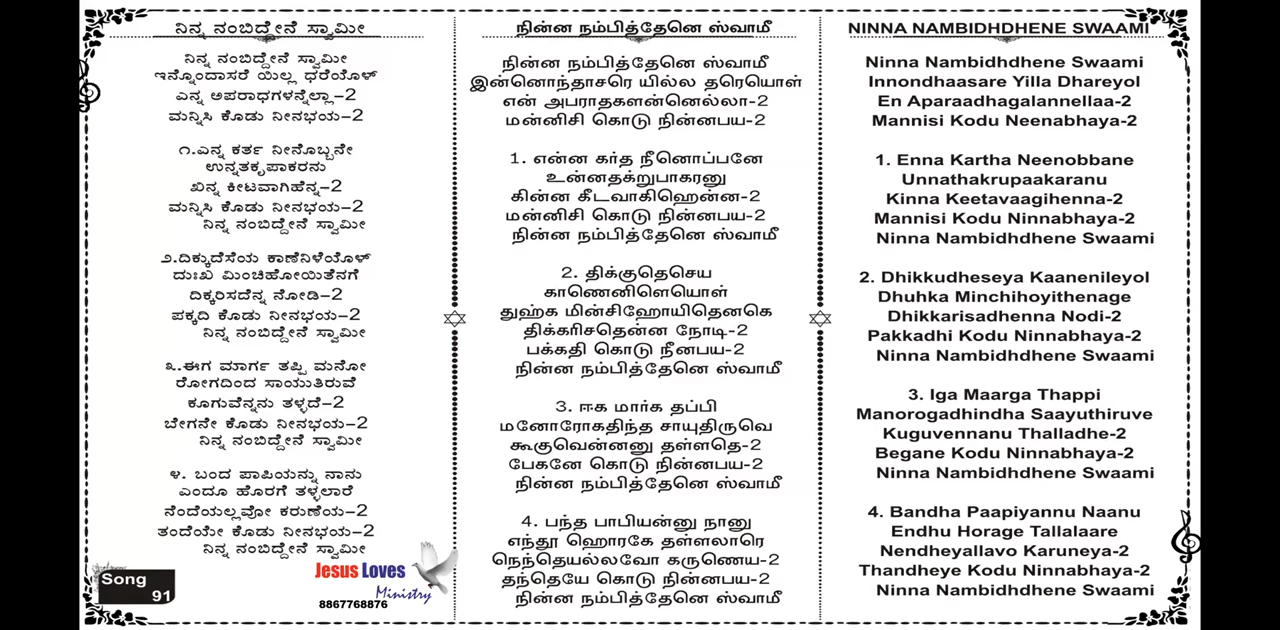 ನಿನ್ನ ನಂಬಿದ್ದೇನೆ ಸ್ವಾಮೀ
ನಿನ್ನ ನಂಬಿದ್ದೇನೆ ಸ್ವಾಮೀ
ಇನ್ನೊಂದಾಸರೆ ಯಿಲ್ಲ ಧರೆಯೊಳ್
ಎನ್ನ ಅಪರಾಧಗಳನ್ನೆಲ್ಲಾ–2
ಮನ್ನಿಸಿ ಕೊಡು ನೀನಭಯ–2
೧.ಎನ್ನ ಕರ್ತ ನೀನೊಬ್ಬನೇ
ಉನ್ನತಕೃಪಾಕರನು
ಖಿನ್ನ ಕೀಟವಾಗಿಹೆನ್ನ–2
ಮನ್ನಿಸಿ ಕೊಡು ನೀನಭಯ–2
ನಿನ್ನ ನಂಬಿದ್ದೇನೆ ಸ್ವಾಮೀ
೨.ದಿಕ್ಕುದೆಸೆಯ ಕಾಣೆನಿಳೆಯೊಳ್
ದುಃಖ ಮಿಂಚಿಹೋಯಿತೆನಗೆ
ದಿಕ್ಕರಿಸದೆನ್ನ ನೋಡಿ–2
ಪಕ್ಕದಿ ಕೊಡು ನೀನಭಯ–2
ನಿನ್ನ ನಂಬಿದ್ದೇನೆ ಸ್ವಾಮೀ
೩.ಈಗ ಮಾರ್ಗ ತಪ್ಪಿ ಮನೋ
ರೋಗದಿಂದ ಸಾಯುತಿರುವೆ
ಕೂಗುವೆನ್ನನು ತಳ್ಳದೆ–2
ಬೇಗನೇ ಕೊಡು ನೀನಭಯ–2
ನಿನ್ನ ನಂಬಿದ್ದೇನೆ ಸ್ವಾಮೀ
೪. ಬಂದ ಪಾಪಿಯನ್ನು ನಾನು
ಎಂದೂ ಹೊರಗೆ ತಳ್ಳಲಾರೆ
ನೆಂದೆಯಲ್ಲವೋ ಕರುಣೆಯ–2
ತಂದೆಯೇ ಕೊಡು ನೀನಭಯ–2
ನಿನ್ನ ನಂಬಿದ್ದೇನೆ ಸ್ವಾಮೀ
Song
91
Jesus Loves
Ministry
8867768876
நின்ன நம்பித்தேனெ ஸ்வாமீ
நின்ன நம்பித்தேனெ ஸ்வாமீ
இன்னொந்தாசரெ யில்ல தரெயொள்
என் அபராதகளன்னெல்லா-2
மன்னிசி கொடு நின்னபய-2
1. என்ன கர்த நீனொப்பனே
உன்னதக்றுபாகரனு
கின்ன கீடவாகிஹென்ன-2
மன்னிசி கொடு நின்னபய-2
நின்ன நம்பித்தேனெ ஸ்வாமீ
2. திக்குதெசெய
காணெனிளெயொள்
துஹ்க மின்சிஹோயிதெனகெ
திக்கரிசதென்ன நோடி-2
பக்கதி கொடு நீனபய-2
நின்ன நம்பித்தேனெ ஸ்வாமீ
3. ஈக மார்க தப்பி
மனோரோகதிந்த சாயுதிருவெ
கூகுவென்னனு தள்ளதெ-2
பேகனே கொடு நின்னபய-2
நின்ன நம்பித்தேனெ ஸ்வாமீ
4. பந்த பாபியன்னு நானு
எந்தூ ஹொரகே தள்ளலாரெ
நெந்தெயல்லவோ கருணெய-2
தந்தெயே கொடு நின்னபய-2
நின்ன நம்பித்தேனெ ஸ்வாமீ
NINNA NAMBIDHDHENE SWAAMI
Ninna Nambidhdhene Swaami
Innondhaasare Yilla Dhareyol
En Aparaadhagalannellaa-2
Mannisi Kodu Neenabhaya-2
1. Enna Kartha Neenobbane
Unnathakrupaakaranu
Kinna Keetavaagihenna-2
Mannisi Kodu Ninnabhaya-2
Ninna Nambidhdhene Swaami
2. Dhikkudheseya Kaanenileyol
Dhuhka Minchihoyithenage
Dhikkarisadhenna Nodi-2
Pakkadhi Kodu Ninnabhaya-2
Ninna Nambidhdhene Swaami
3. Iga Maarga Thappi
Manorogadhindha Saayuthiruve
Kuguvennanu Thalladhe-2
Begane Kodu Ninnabhaya-2
Ninna Nambidhdhene Swaami
4. Bandha Paapiyannu Naanu
Endhu Horage Tallalaare
Nendheyallavo Karuneya-2
Thandheye Kodu Ninnabhaya-2
Ninna Nambidhdhene Swaami